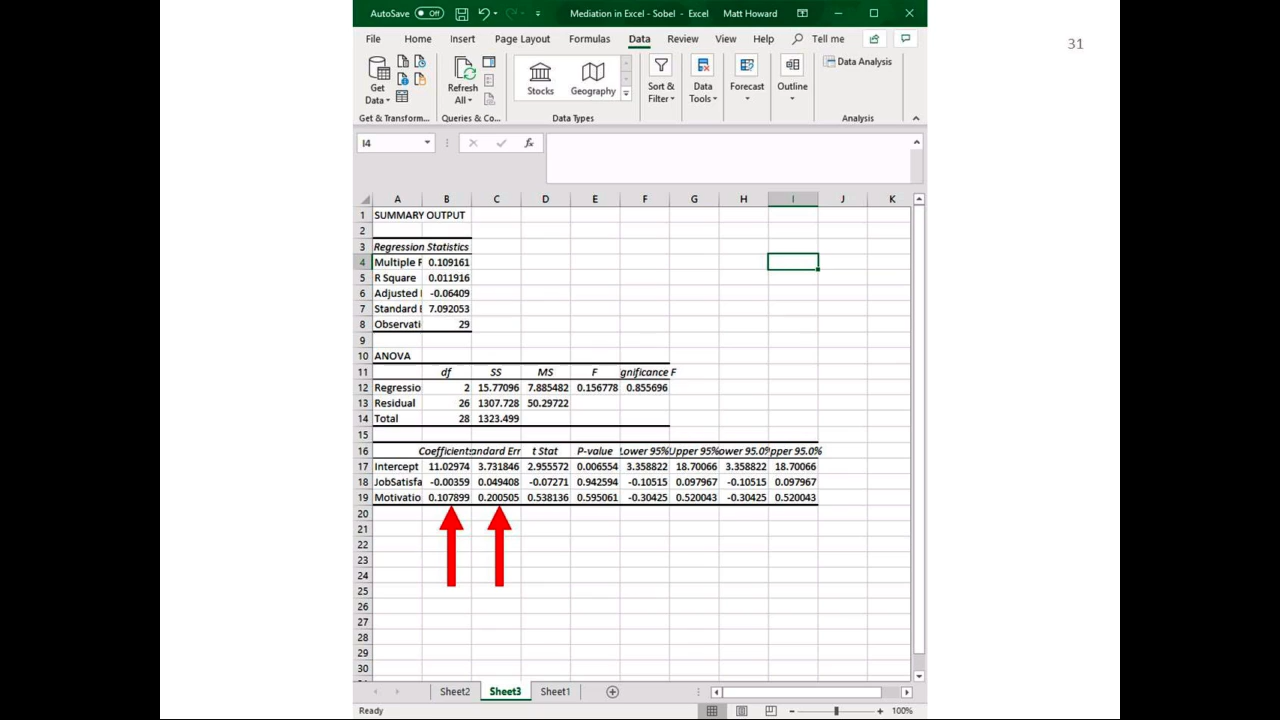 AutoSave Off Mediation in Excel - Sobel - Excel Matt Howard
31
File Home Insert Page Layout Formulas Data Review View Help Tell me
Get Data Refresh All Stocks Geography Sort & Filter Data Tools Forecast Outline Data Analysis
Get & Transform... Queries & Co... Data Types Analysis
I4 fx
A B C D E F G H I J K
1 SUMMARY OUTPUT
2
3 Regression Statistics
4 Multiple F 0.109161
5 R Square 0.011916
6 Adjusted -0.06409
7 Standard E 7.092053
8 Observati 29
9
10 ANOVA
11 df SS MS F gnificance F
12 Regressio 2 15.77096 7.885482 0.156778 0.855696
13 Residual 26 1307.728 50.29722
14 Total 28 1323.499
15
16 Coefficients andard Err t Stat P-value Lower 95% Upper 95% ower 95.0% pper 95.0%
17 Intercept 11.02974 3.731846 2.955572 0.006554 3.358822 18.70066 3.358822 18.70066
18 JobSatisfa -0.00359 0.049408 -0.07271 0.942594 -0.10515 0.097967 -0.10515 0.097967
19 Motivatio 0.107899 0.200505 0.538136 0.595061 -0.30425 0.520043 -0.30425 0.520043
20
21
22
23
24
25
26
27
28
29
30
Sheet2 Sheet3 Sheet1
Ready 100%